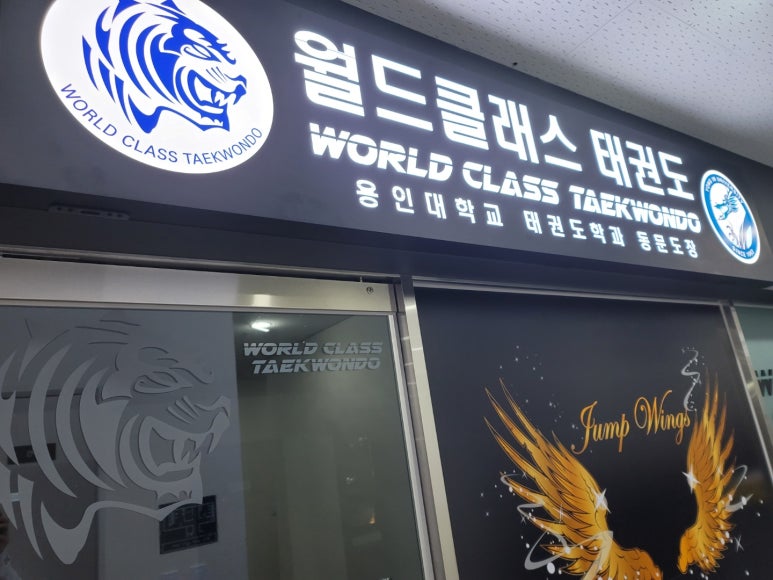 WORLD CLASS TAEKWONDO
월드클래스 태권도
WORLD CLASS TAEKWONDO
용인대학교 태권도학과 동문도장
WORLD CLASS
TAEKWONDO
Jump Wings